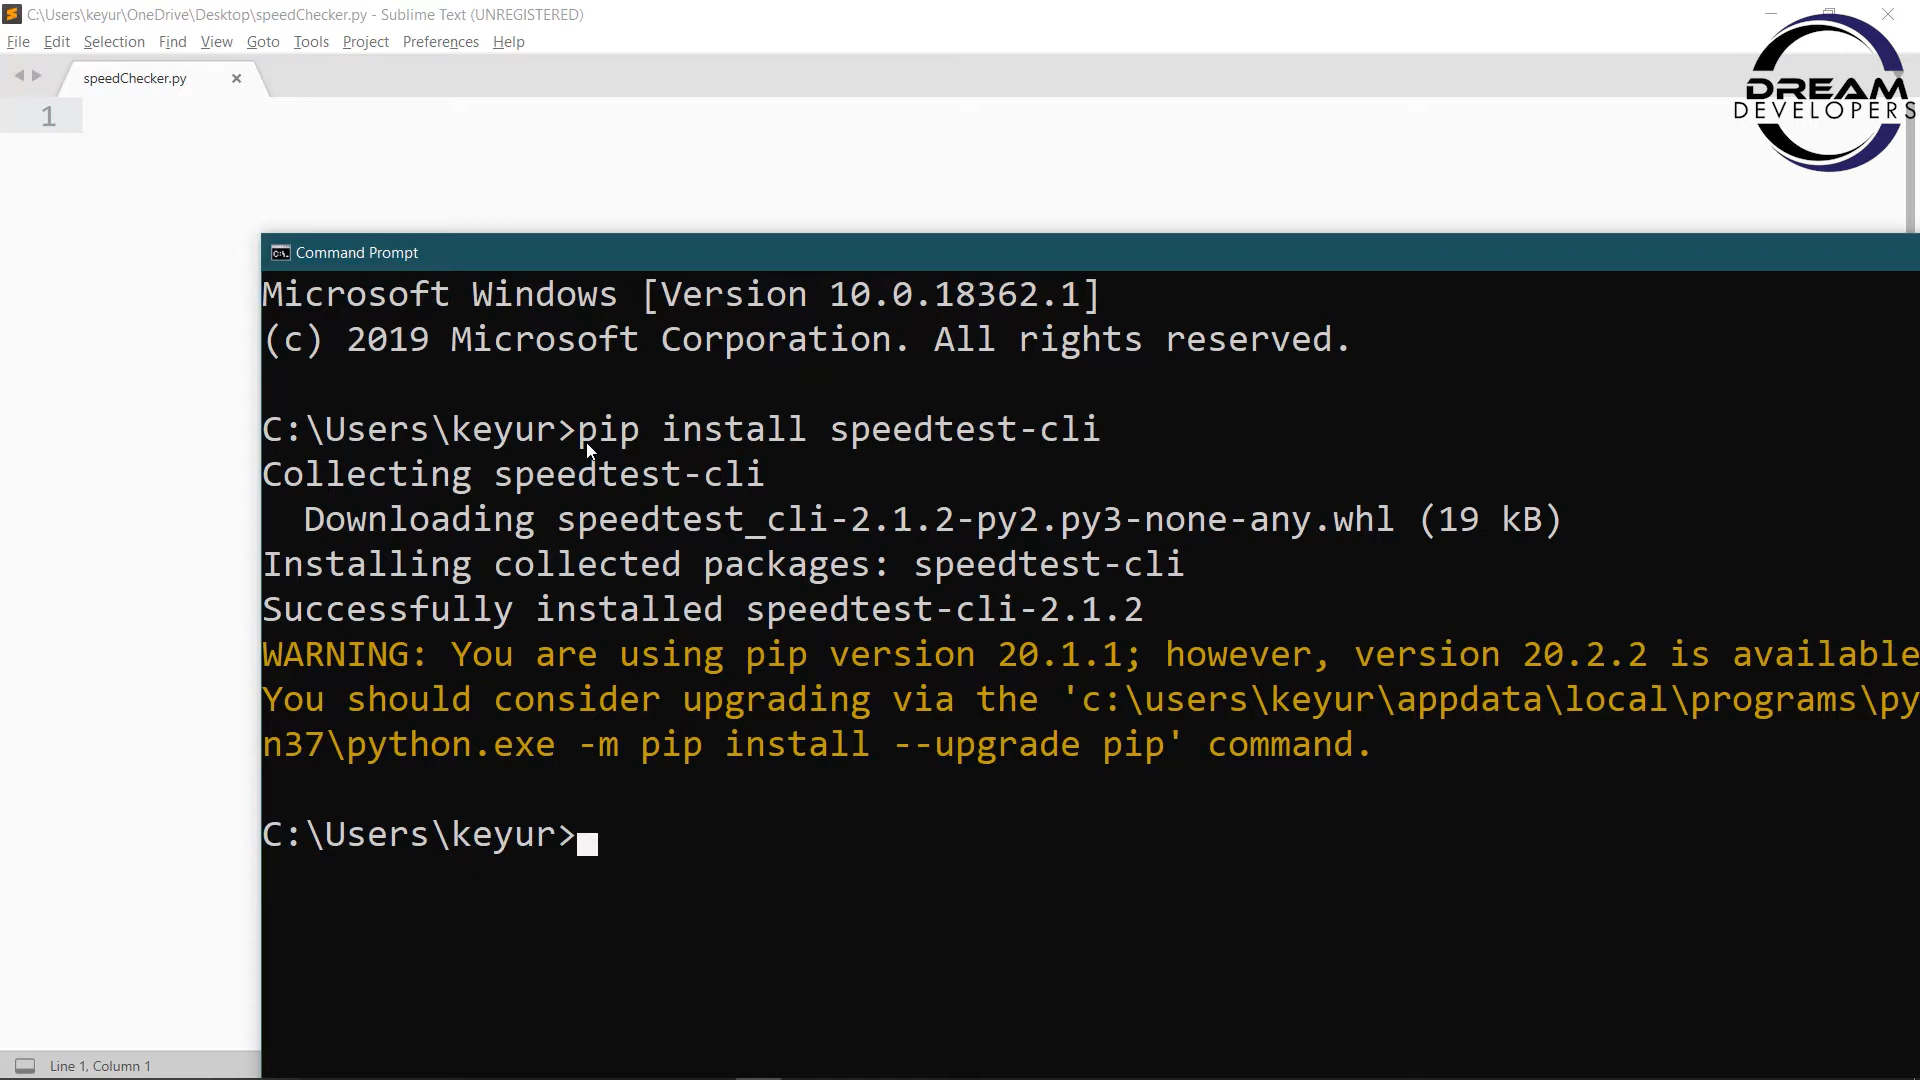 C:\Users\keyur\OneDrive\Desktop\speedChecker.py - Sublime Text (UNREGISTERED)
File Edit Selection Find View Goto Tools Project Preferences Help
speedChecker.py
1
DREAM
DEVELOPERS
Command Prompt
Microsoft Windows [Version 10.0.18362.1]
(c) 2019 Microsoft Corporation. All rights reserved.
C:\Users\keyur>pip install speedtest-cli
Collecting speedtest-cli
Downloading speedtest_cli-2.1.2-py2.py3-none-any.whl (19 kB)
Installing collected packages: speedtest-cli
Successfully installed speedtest-cli-2.1.2
WARNING: You are using pip version 20.1.1; however, version 20.2.2 is available
You should consider upgrading via the 'c:\users\keyur\appdata\local\programs\py
n37\python.exe -m pip install --upgrade pip' command.
C:\Users\keyur>
Line 1, Column 1